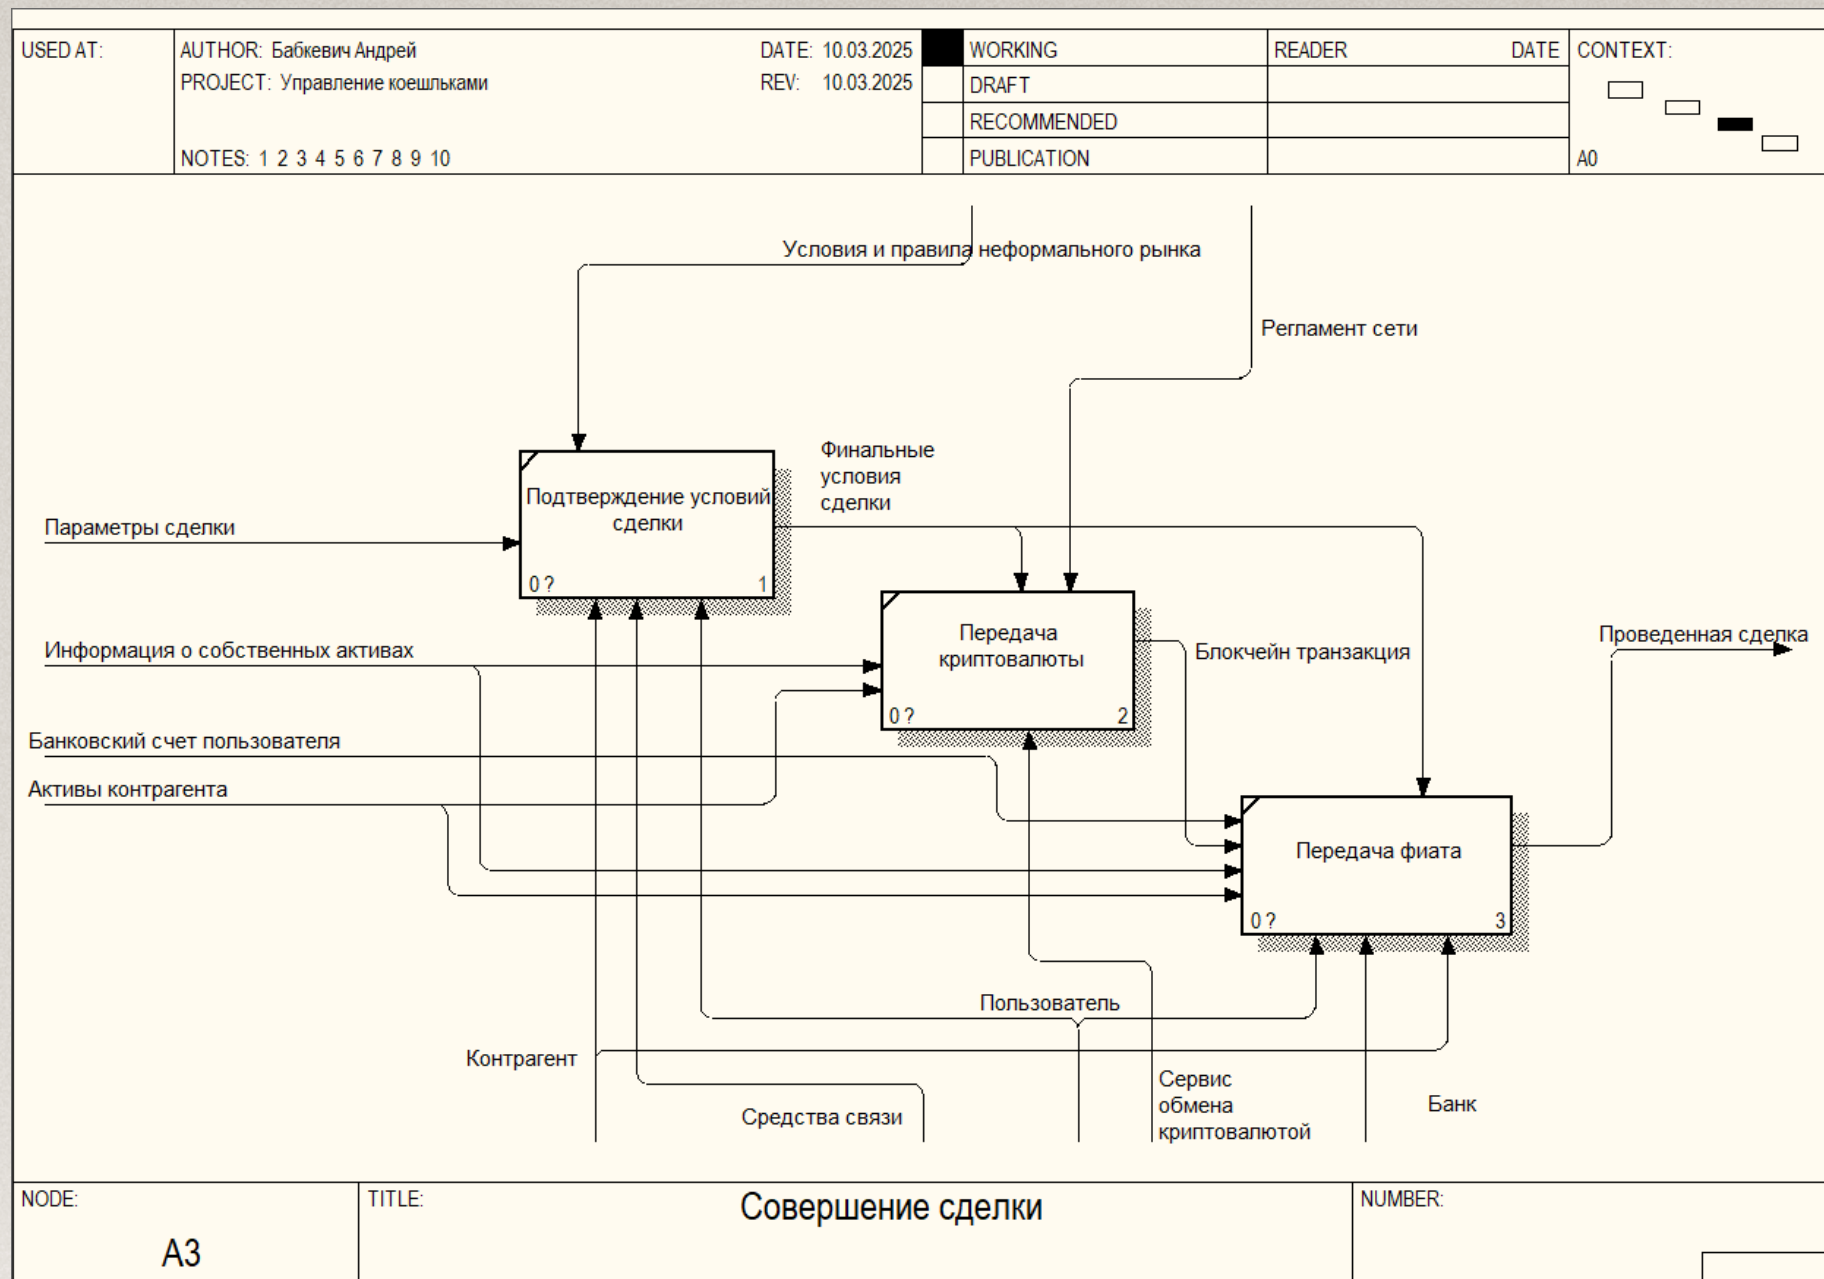 USED AT:
AUTHOR: Бабкевич Андрей
DATE: 10.03.2025
PROJECT: Управление коешльками
REV: 10.03.2025
NOTES: 1 2 3 4 5 6 7 8 9 10
WORKING
DRAFT
RECOMMENDED
PUBLICATION
READER
DATE
CONTEXT:
A0
Условия и правила неформального рынка
Регламент сети
Финальные
условия
сделки
Подтверждение условий
сделки
0 ?
1
Параметры сделки
Передача
криптовалюты
0 ?
2
Информация о собственных активах
Блокчейн транзакция
Проведенная сделка
Банковский счет пользователя
Активы контрагента
Передача фиата
0 ?
3
Пользователь
Контрагент
Средства связи
Сервис
обмена
криптовалютой
Банк
NODE:
A3
TITLE:
Совершение сделки
NUMBER: